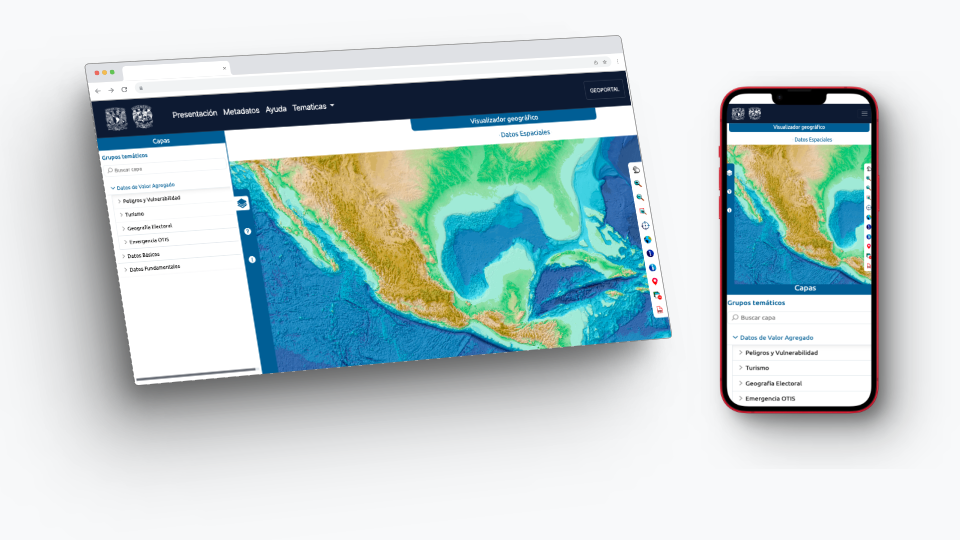 Presentación Metadatos Ayuda Tematicas
GEOPORTAL
Capas
Grupos temáticos
Buscar capa
Datos de Valor Agregado
Peligros y Vulnerabilidad
Turismo
Geografía Electoral
Emergencia OTIS
Datos Básicos
Datos Fundamentales
Visualizador geográfico
Datos Espaciales
Visualizador geográfico
Datos Espaciales
Capas
Grupos temáticos
Buscar capa
Datos de Valor Agregado
Peligros y Vulnerabilidad
Turismo
Geografía Electoral
Emergencia OTIS